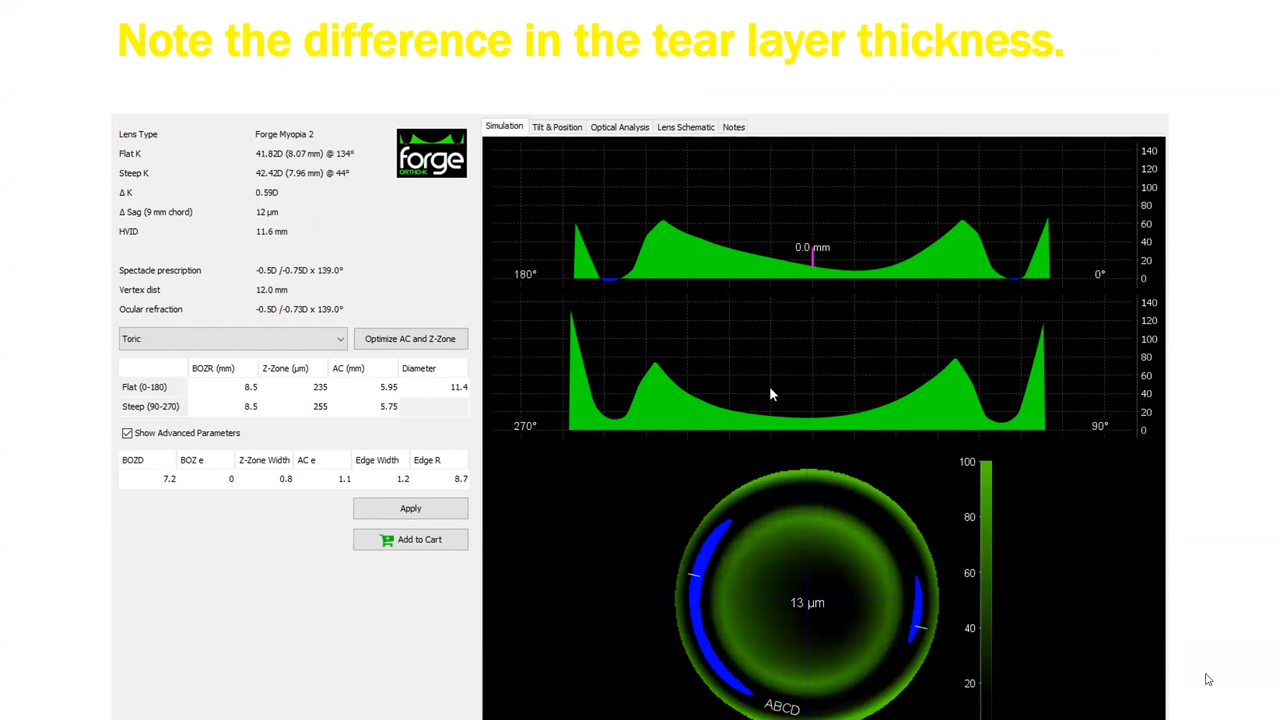 Note the difference in the tear layer thickness.
Lens Type Forge Myopia 2
Flat K 41.82D (8.07 mm) @ 134°
Steep K 42.42D (7.96 mm) @ 44°
Δ K 0.59D
Δ Sag (9 mm chord) 12 µm
HVID 11.6 mm
forge
ORTHO-K
Spectacle prescription -0.5D /-0.75D x 139.0°
Vertex dist 12.0 mm
Ocular refraction -0.5D /-0.73D x 139.0°
Toric
Optimize AC and Z-Zone
BOZR (mm) Z-Zone (µm) AC (mm) Diameter
Flat (0-180) 8.5 235 5.95 11.4
Steep (90-270) 8.5 255 5.75
Show Advanced Parameters
BOZD BOZ e Z-Zone Width AC e Edge Width Edge R
7.2 0 0.8 1.1 1.2 8.7
Apply
Add to Cart
Simulation Tilt & Position Optical Analysis Lens Schematic Notes
140
120
100
80
60
40
20
0
0.0 mm
180° 0°
140
120
100
80
60
40
20
0
270° 90°
100
80
60
40
20
13 µm
ABCD